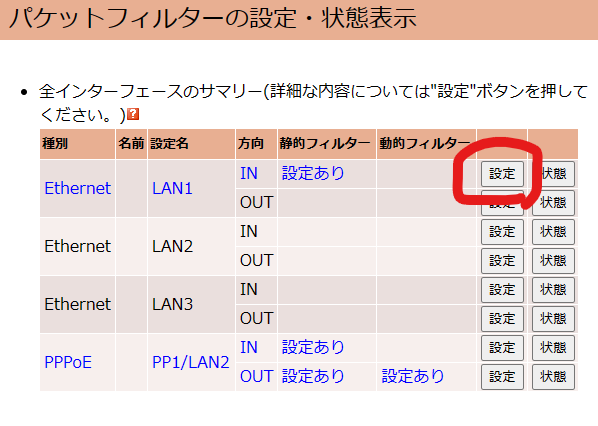 パケットフィルターの設定・状態表示
全インターフェースのサマリー(詳細な内容については"設定"ボタンを押して
ください。)?
種別 名前 設定名 方向 静的フィルター 動的フィルター
Ethernet LAN1 IN 設定あり 設定 状態
OUT 設定 状態
Ethernet LAN2 IN 設定 状態
OUT 設定 状態
Ethernet LAN3 IN 設定 状態
OUT 設定 状態
PPPoE PP1/LAN2 IN 設定あり 設定 状態
OUT 設定あり 設定あり 設定 状態